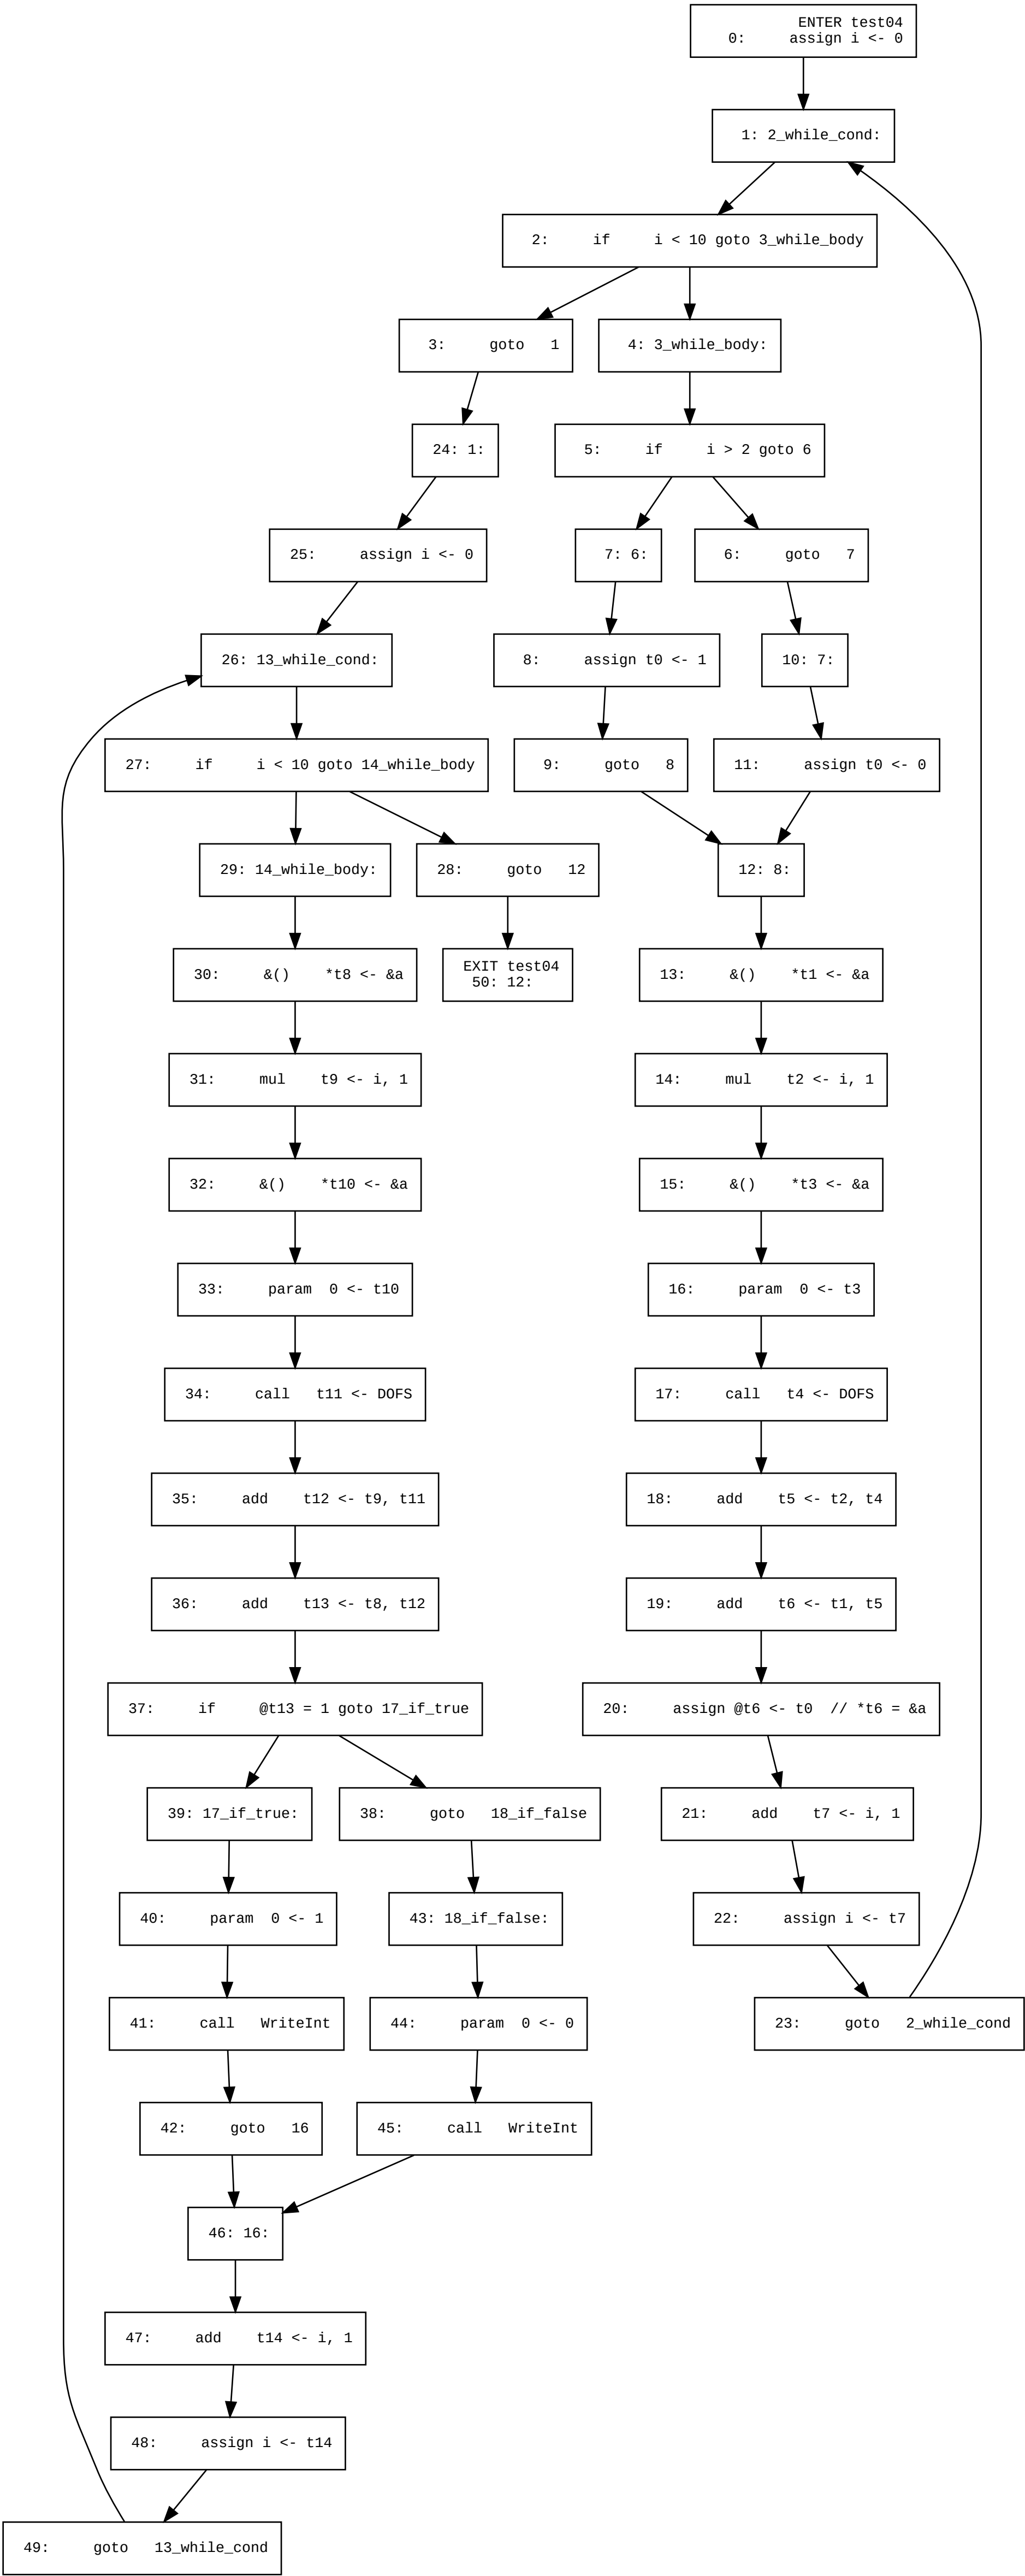 ENTER test04
0:     assign i <- 0
1: 2_while_cond:
2:     if     i < 10 goto 3_while_body
3:     goto   1
4: 3_while_body:
24: 1:
5:     if     i > 2 goto 6
25:     assign i <- 0
7: 6:
6:     goto   7
26: 13_while_cond:
8:     assign t0 <- 1
10: 7:
27:     if     i < 10 goto 14_while_body
9:     goto   8
11:     assign t0 <- 0
29: 14_while_body:
28:     goto   12
12: 8:
30:     &()    *t8 <- &a
EXIT test04
50: 12:
13:     &()    *t1 <- &a
31:     mul    t9 <- i, 1
14:     mul    t2 <- i, 1
32:     &()    *t10 <- &a
15:     &()    *t3 <- &a
33:     param  0 <- t10
16:     param  0 <- t3
34:     call   t11 <- DOFS
17:     call   t4 <- DOFS
35:     add    t12 <- t9, t11
18:     add    t5 <- t2, t4
36:     add    t13 <- t8, t12
19:     add    t6 <- t1, t5
37:     if     @t13 = 1 goto 17_if_true
20:     assign @t6 <- t0  // *t6 = &a
39: 17_if_true:
38:     goto   18_if_false
21:     add    t7 <- i, 1
40:     param  0 <- 1
43: 18_if_false:
22:     assign i <- t7
41:     call   WriteInt
44:     param  0 <- 0
23:     goto   2_while_cond
42:     goto   16
45:     call   WriteInt
46: 16:
47:     add    t14 <- i, 1
48:     assign i <- t14
49:     goto   13_while_cond